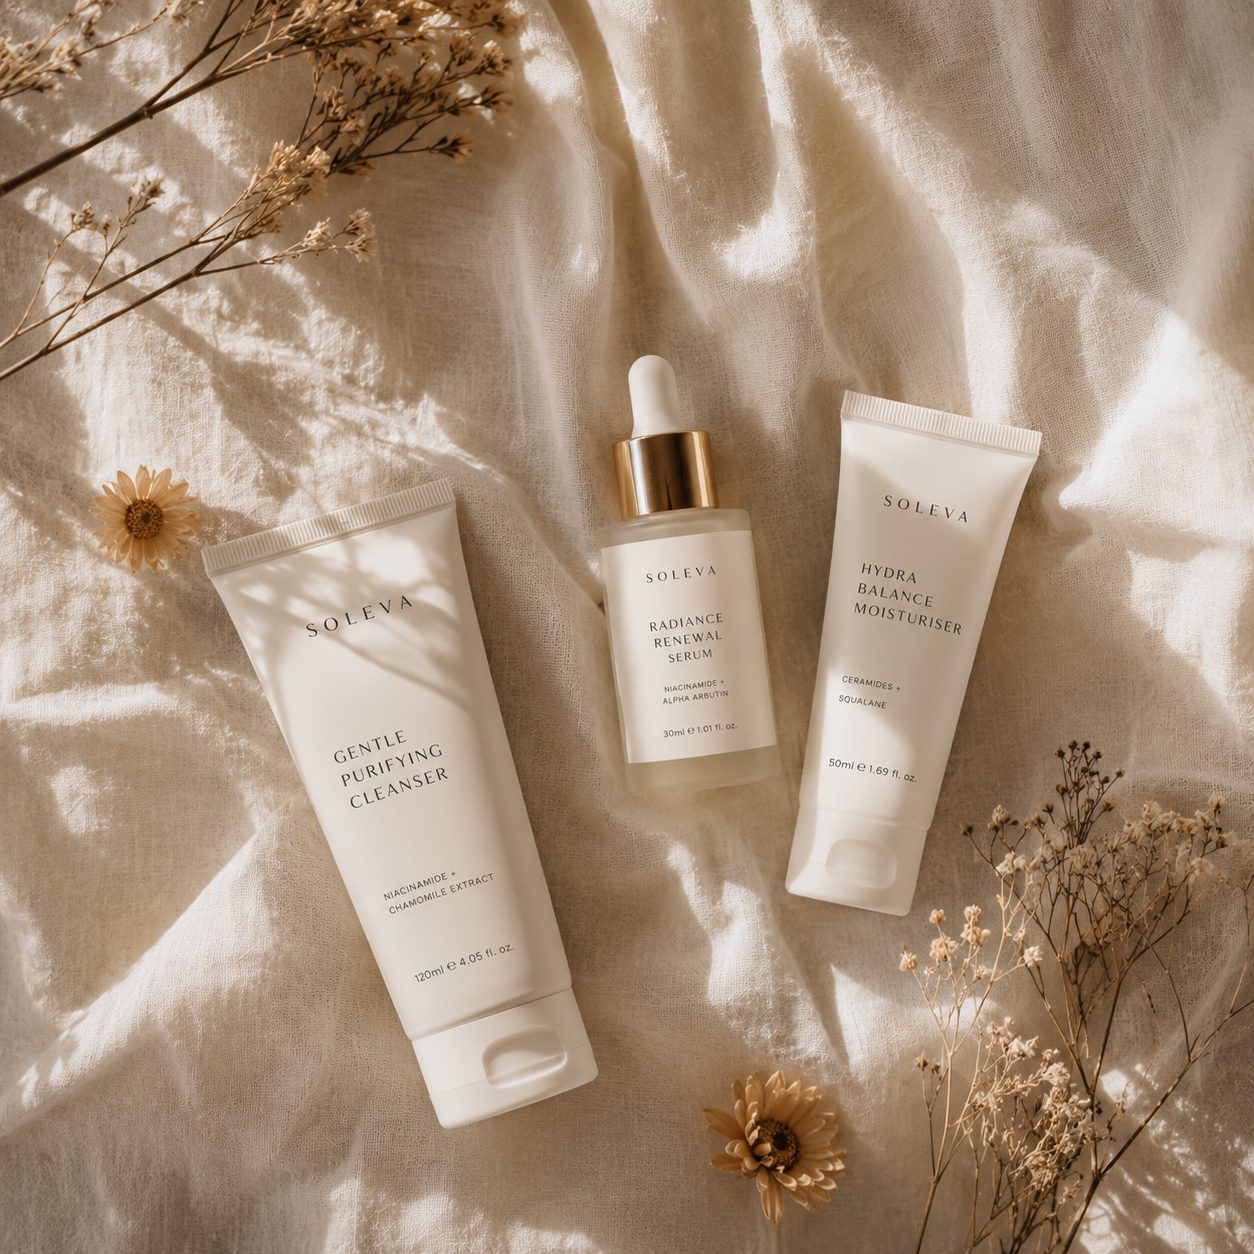 SOLEVA
GENTLE
PURIFYING
CLEANSER
NIACINAMIDE +
CHAMOMILE EXTRACT
120ml ℮ 4.05 fl. oz.
SOLEVA
RADIANCE
RENEWAL
SERUM
NIACINAMIDE +
ALPHA ARBUTIN
30ml ℮ 1.01 fl. oz.
SOLEVA
HYDRA
BALANCE
MOISTURISER
CERAMIDES +
SQUALANE
50ml ℮ 1.69 fl. oz.